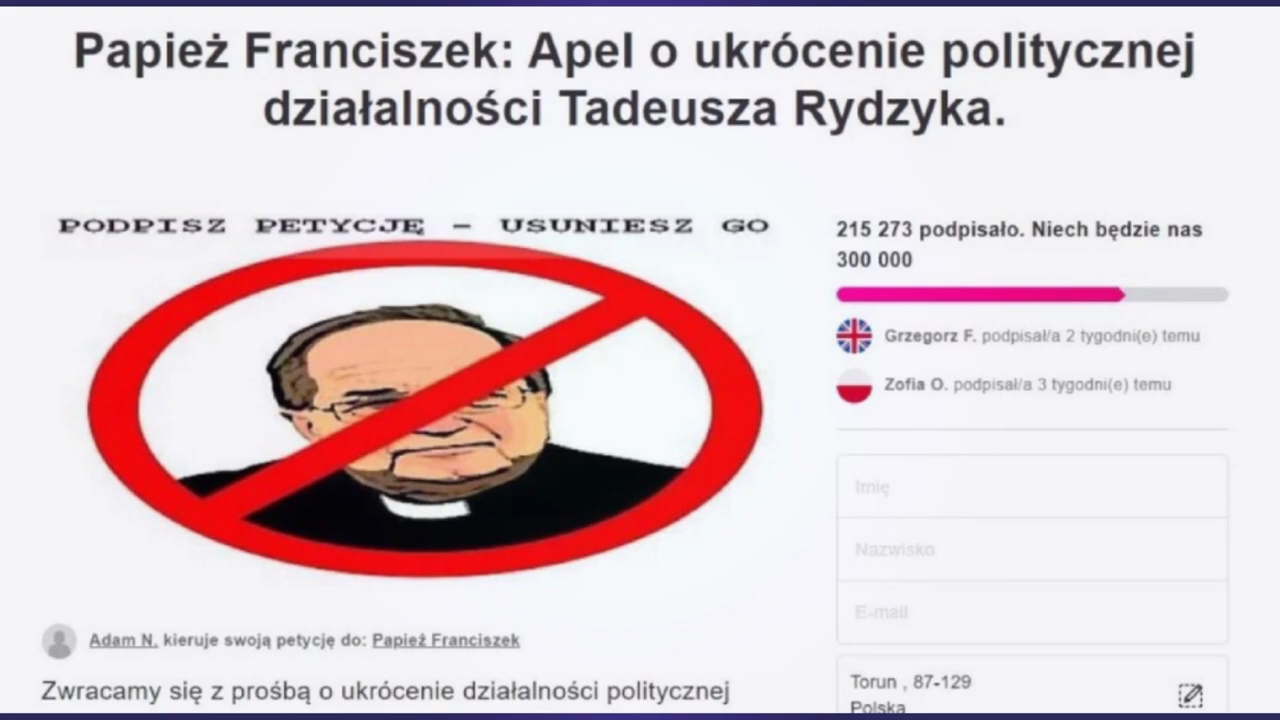 Papież Franciszek: Apel o ukrócenie politycznej
działalności Tadeusza Rydzyka.
PODPISZ PETYCJĘ – USUNIESZ GO
215 273 podpisało. Niech będzie nas
300 000
Grzegorz F. podpisał/a 2 tygodni(e) temu
Zofia O. podpisał/a 3 tygodni(e) temu
Imię
Nazwisko
E-mail
Adam N. kieruje swoją petycję do: Papież Franciszek
Zwracamy się z prośbą o ukrócenie działalności politycznej
Torun , 87-129
Polska